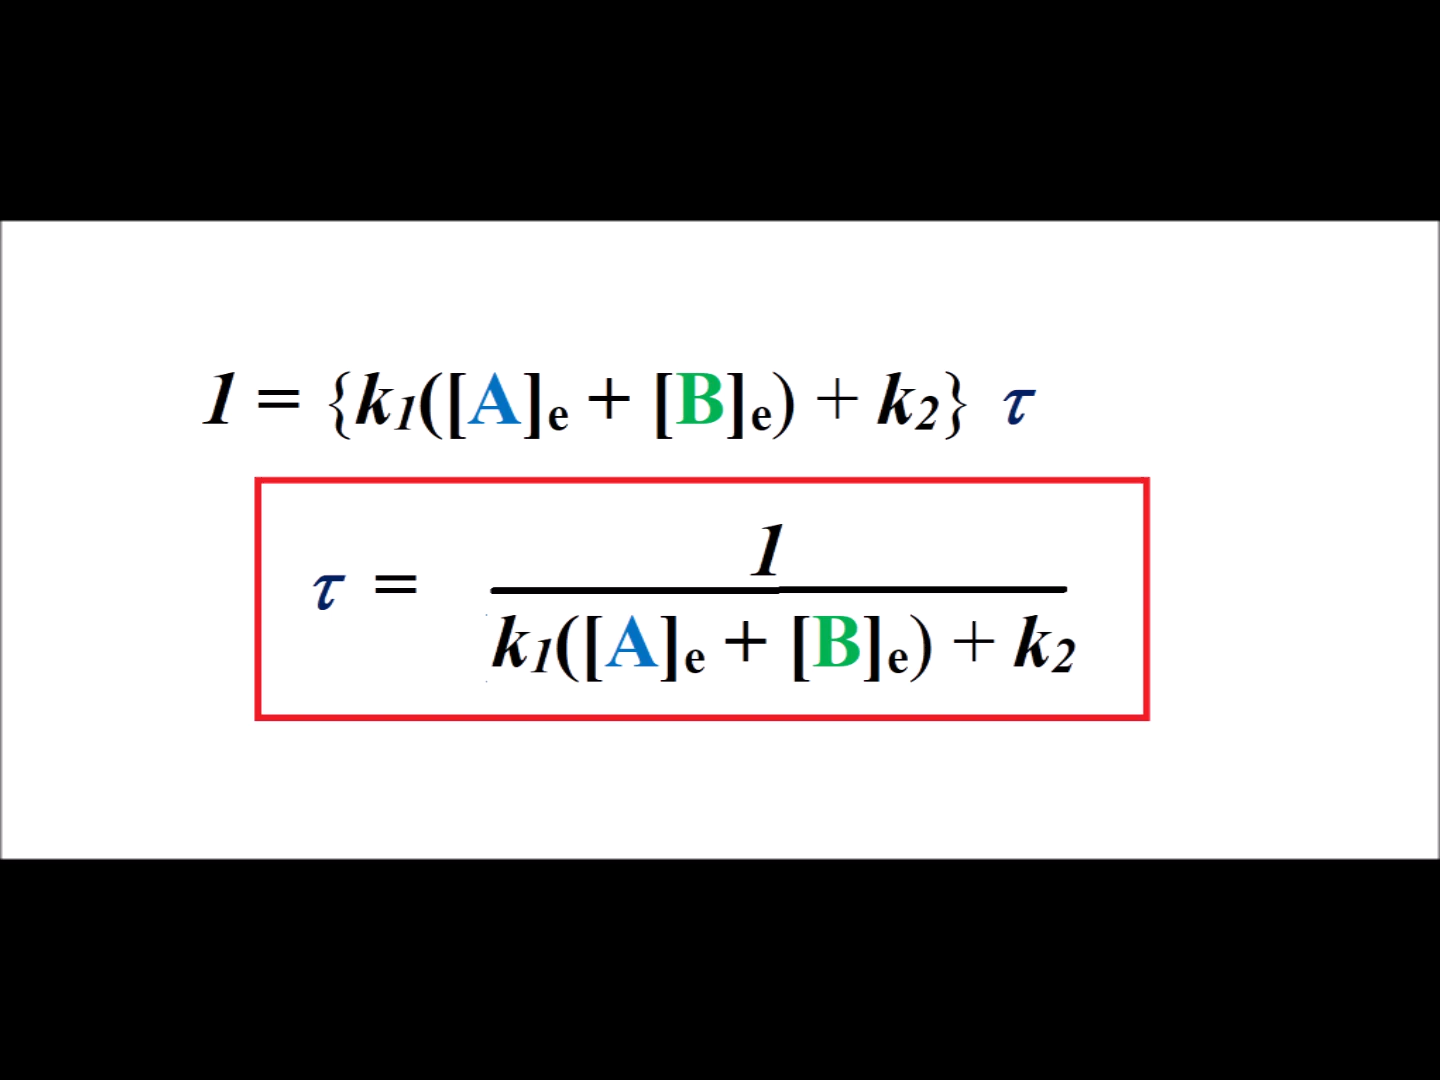 1 = {k₁([A]ₑ + [B]ₑ) + k₂} τ
τ = 1
k₁([A]ₑ + [B]ₑ) + k₂